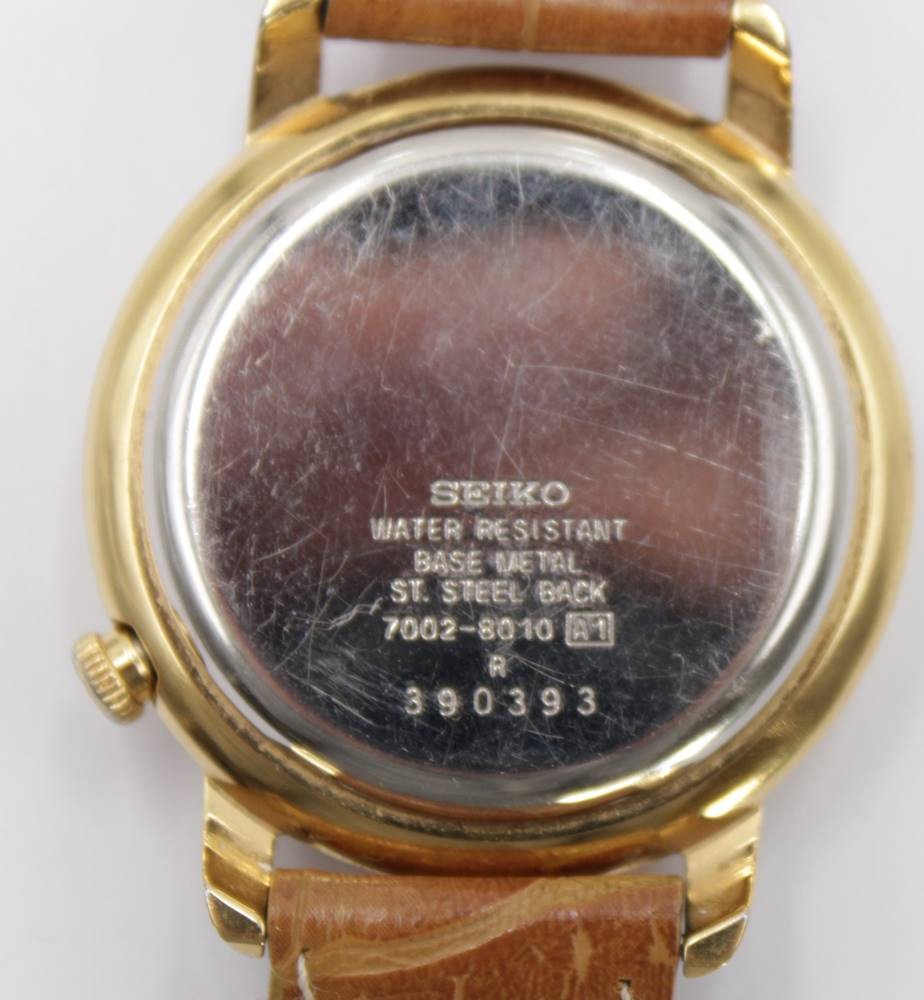 SEIKO
WATER RESISTANT
BASE METAL
ST. STEEL BACK
7002-8010 A1
R
390393